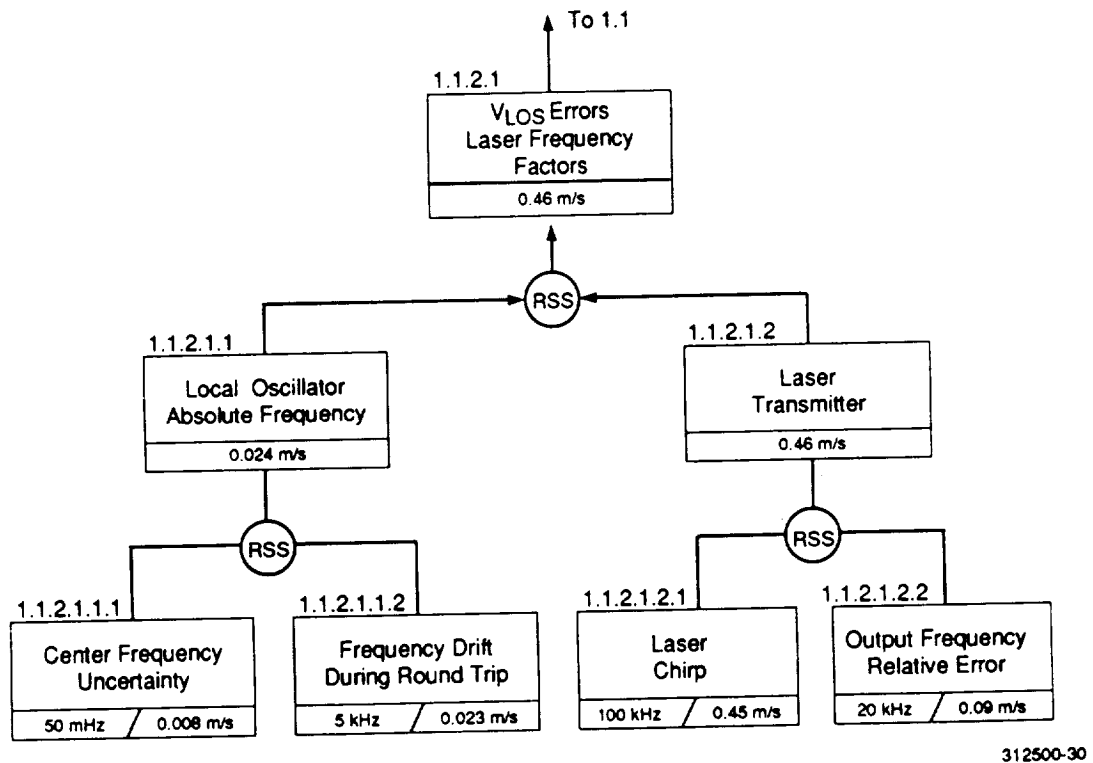 To 1.1
1.1.2.1
VLOS Errors
Laser Frequency
Factors
0.46 m/s
RSS
1.1.2.1.1
Local Oscillator
Absolute Frequency
0.024 m/s
1.1.2.1.2
Laser
Transmitter
0.46 m/s
RSS
RSS
1.1.2.1.1.1
Center Frequency
Uncertainty
50 mHz / 0.008 m/s
1.1.2.1.1.2
Frequency Drift
During Round Trip
5 kHz / 0.023 m/s
1.1.2.1.2.1
Laser
Chirp
100 kHz / 0.45 m/s
1.1.2.1.2.2
Output Frequency
Relative Error
20 kHz / 0.09 m/s
312500-30